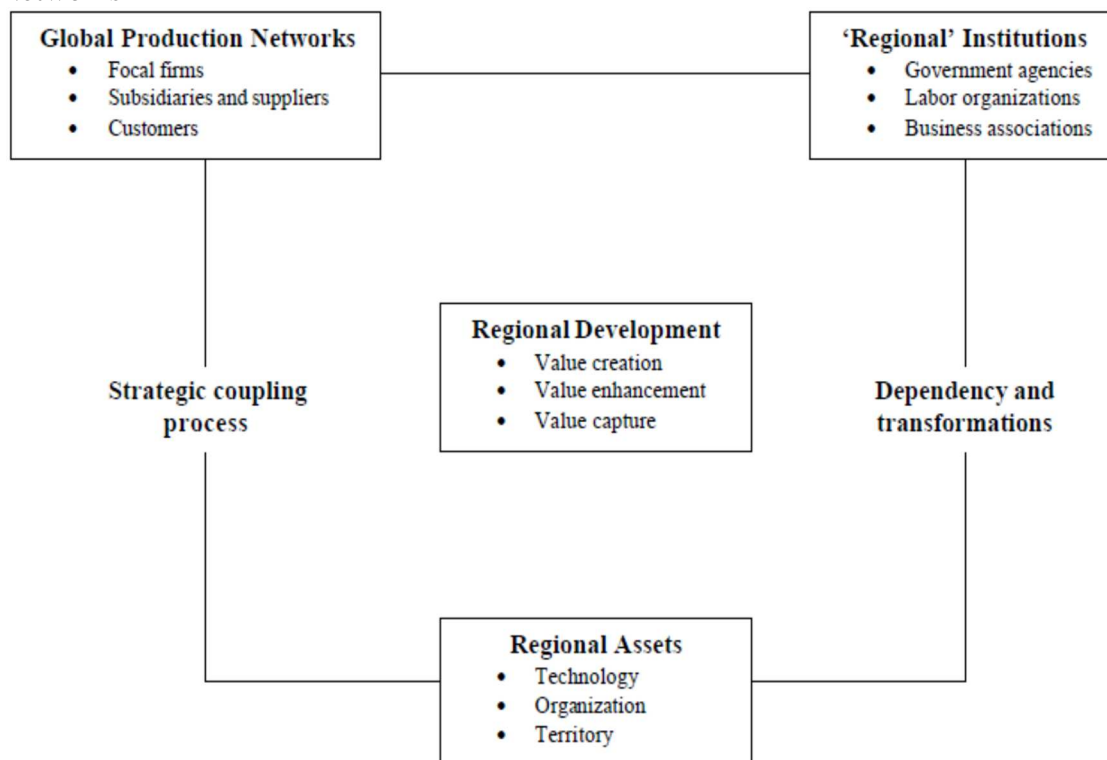 Global Production Networks
• Focal firms
• Subsidiaries and suppliers
• Customers
‘Regional’ Institutions
• Government agencies
• Labor organizations
• Business associations
Regional Development
• Value creation
• Value enhancement
• Value capture
Strategic coupling
process
Dependency and
transformations
Regional Assets
• Technology
• Organization
• Territory